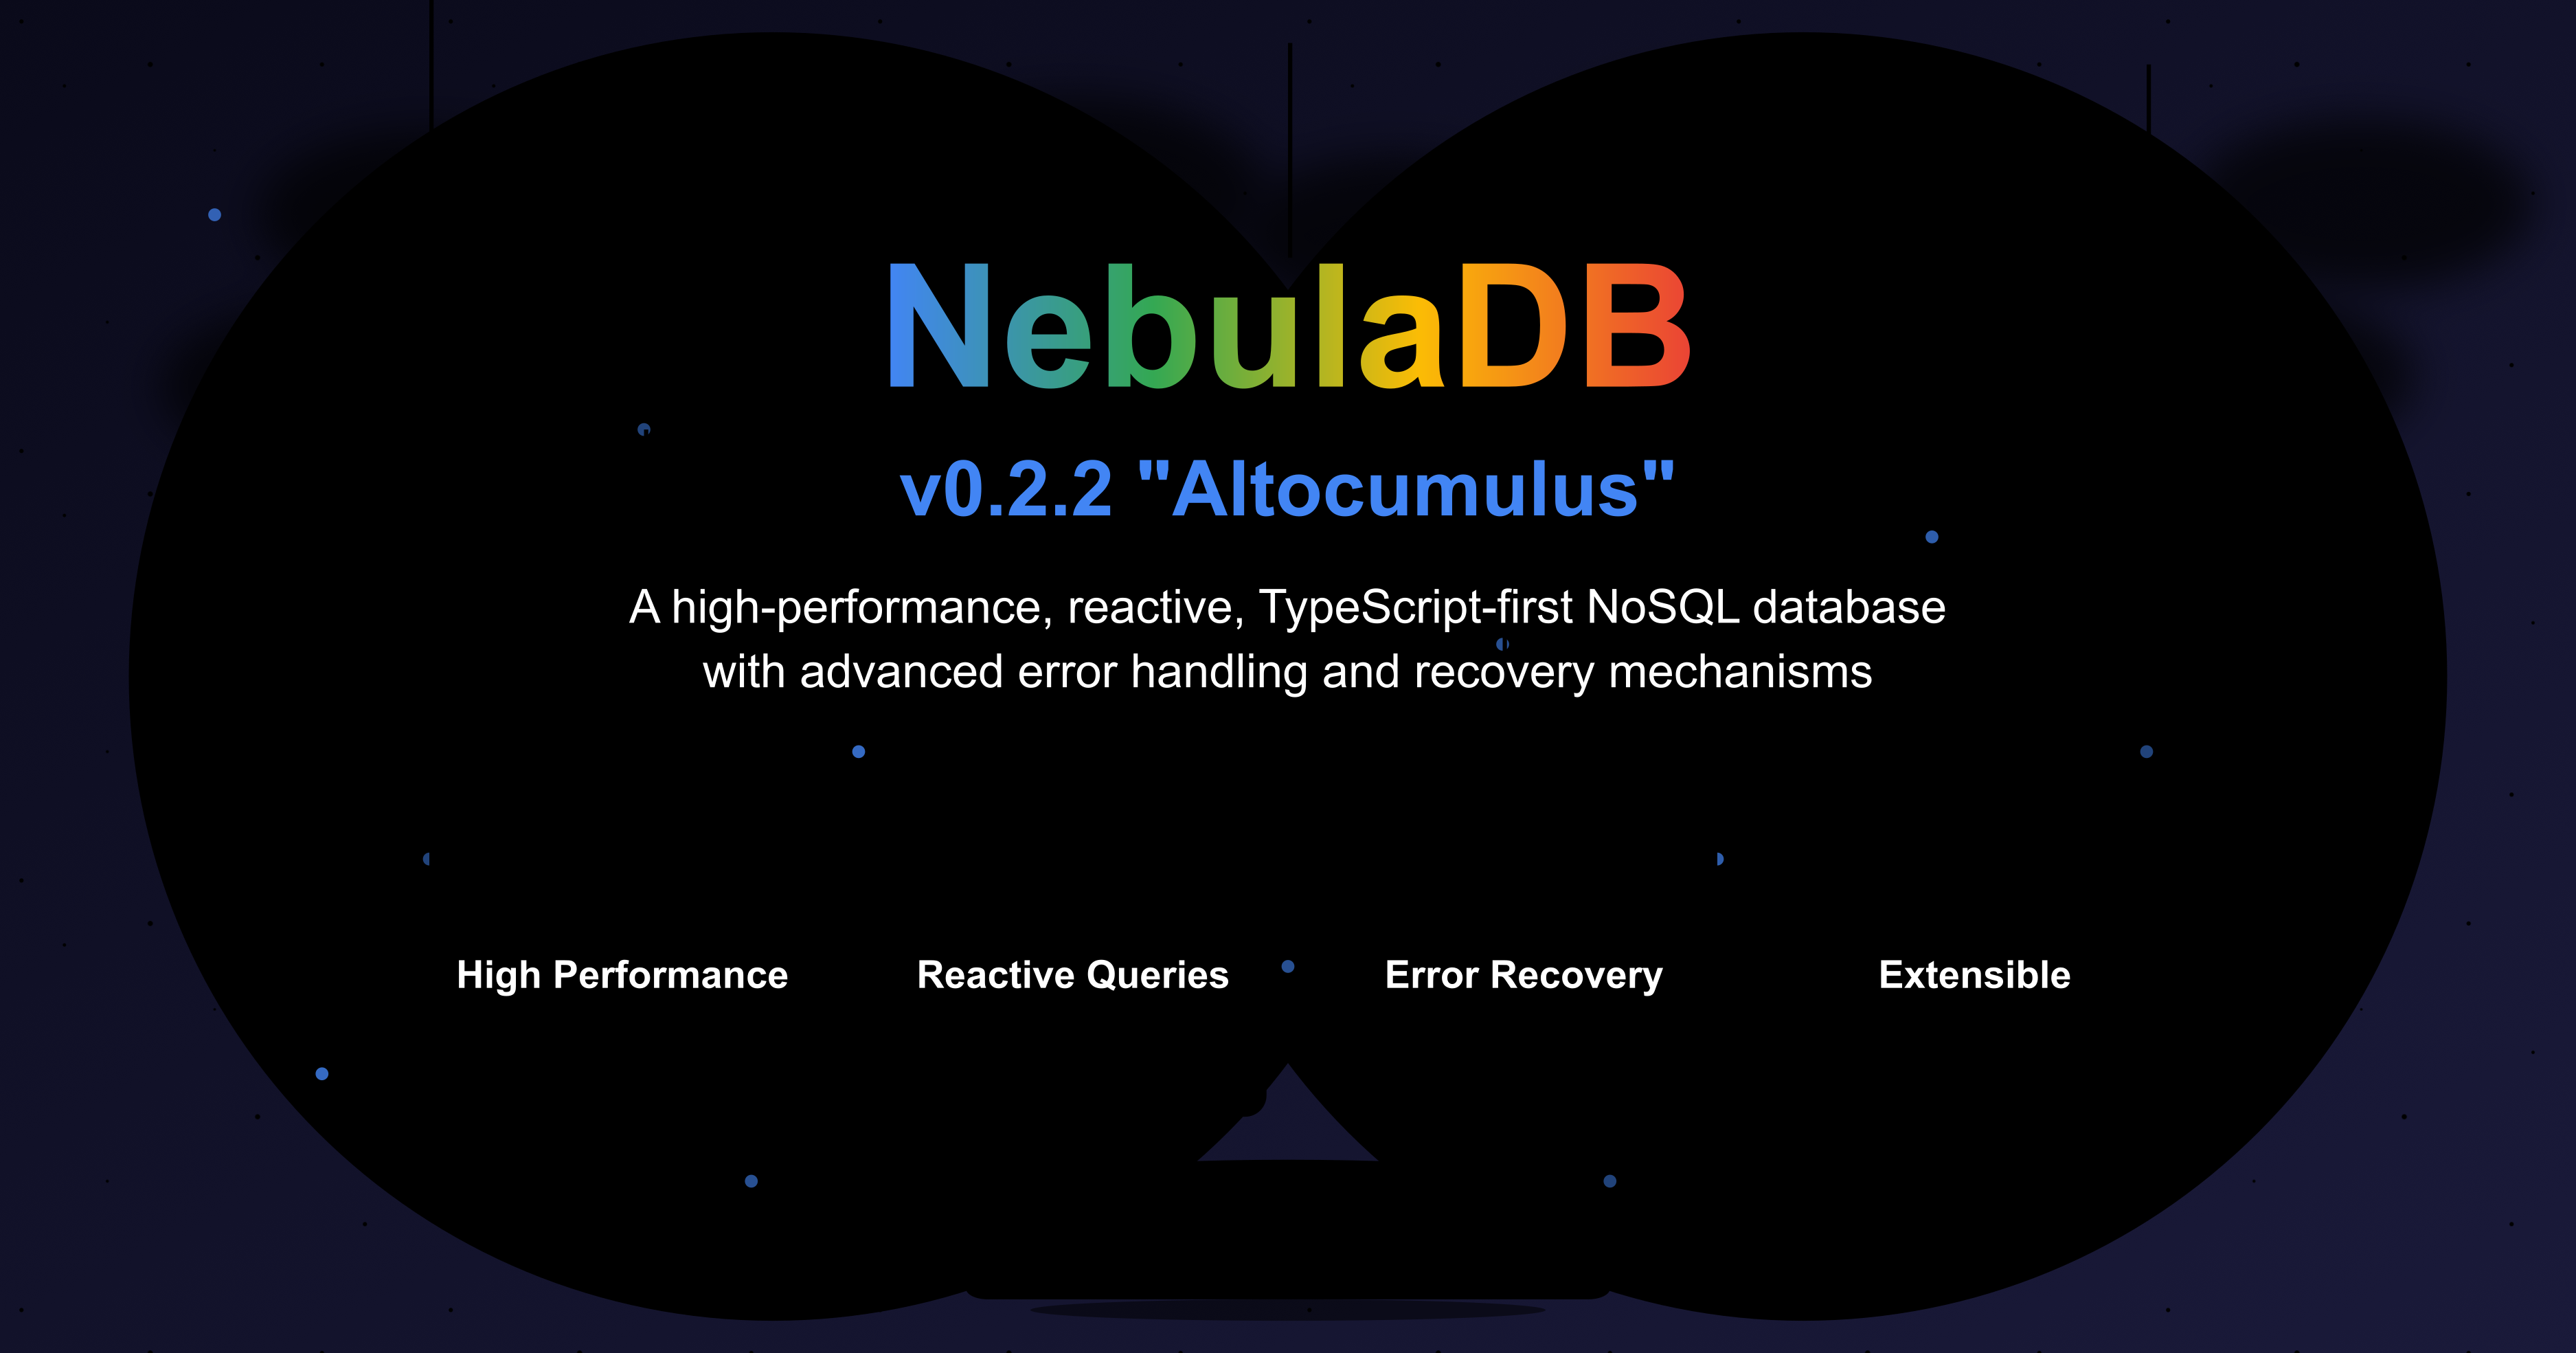 NebulaDB
v0.2.2 "Altocumulus"
A high-performance, reactive, TypeScript-first NoSQL database
with advanced error handling and recovery mechanisms
High Performance
Reactive Queries
Error Recovery
Extensible